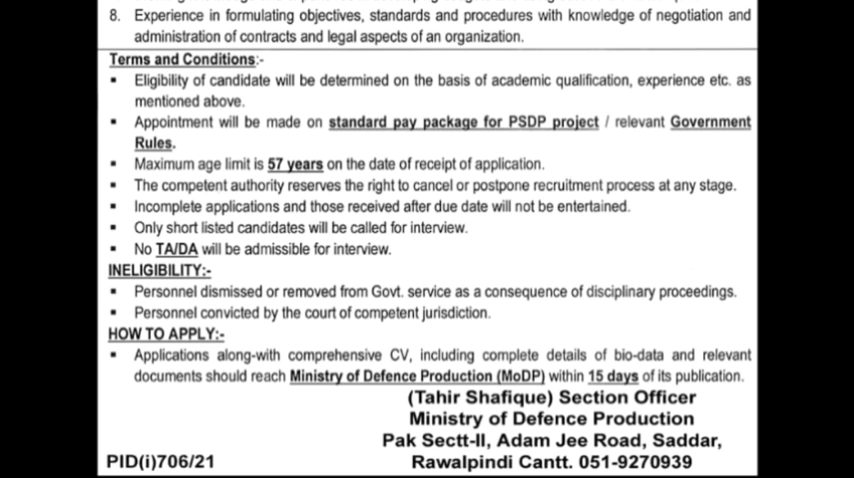 8. Experience in formulating objectives, standards and procedures with knowledge of negotiation and
administration of contracts and legal aspects of an organization.
Terms and Conditions:-
▪ Eligibility of candidate will be determined on the basis of academic qualification, experience etc. as
mentioned above.
▪ Appointment will be made on standard pay package for PSDP project / relevant Government
Rules.
▪ Maximum age limit is 57 years on the date of receipt of application.
▪ The competent authority reserves the right to cancel or postpone recruitment process at any stage.
▪ Incomplete applications and those received after due date will not be entertained.
▪ Only short listed candidates will be called for interview.
▪ No TA/DA will be admissible for interview.
INELIGIBILITY:-
▪ Personnel dismissed or removed from Govt. service as a consequence of disciplinary proceedings.
▪ Personnel convicted by the court of competent jurisdiction.
HOW TO APPLY:-
▪ Applications along-with comprehensive CV, including complete details of bio-data and relevant
documents should reach Ministry of Defence Production (MoDP) within 15 days of its publication.
(Tahir Shafique) Section Officer
Ministry of Defence Production
Pak Sectt-II, Adam Jee Road, Saddar,
PID(i)706/21 Rawalpindi Cantt. 051-9270939